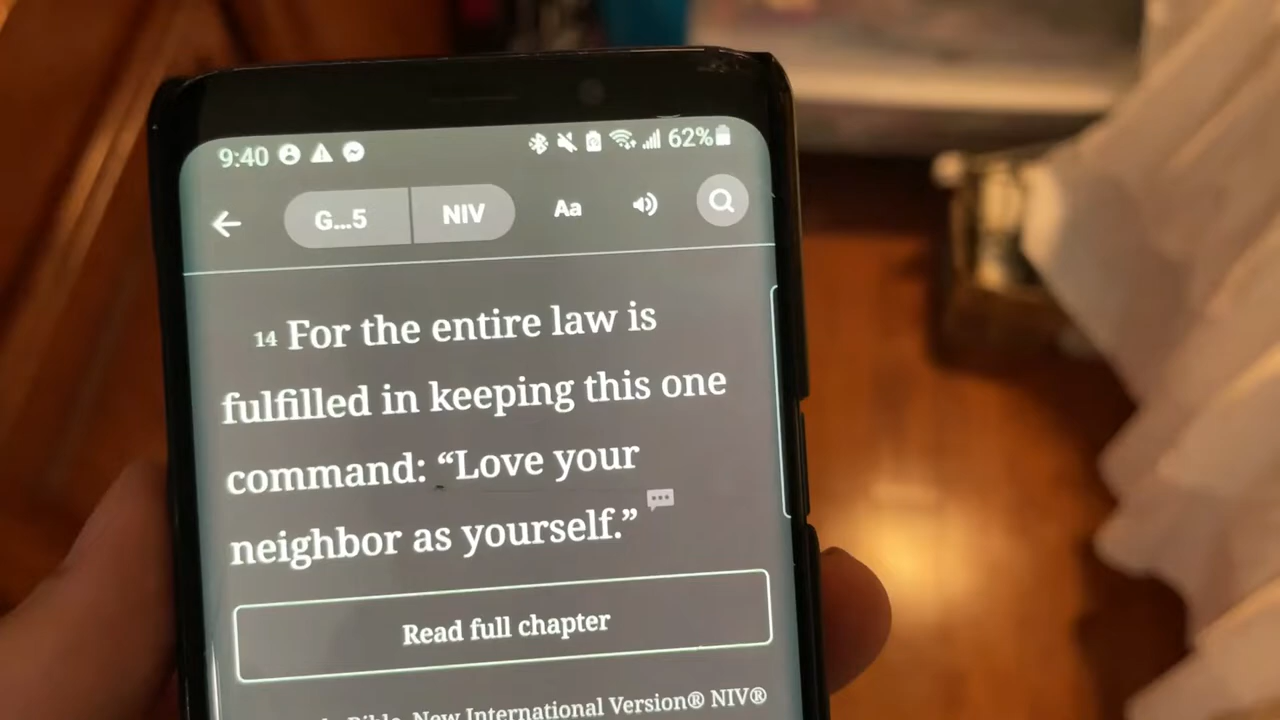 9:40 62%
G...5 NIV Aa
14 For the entire law is
fulfilled in keeping this one
command: “Love your
neighbor as yourself.”
Read full chapter
Bible, New International Version® NIV®